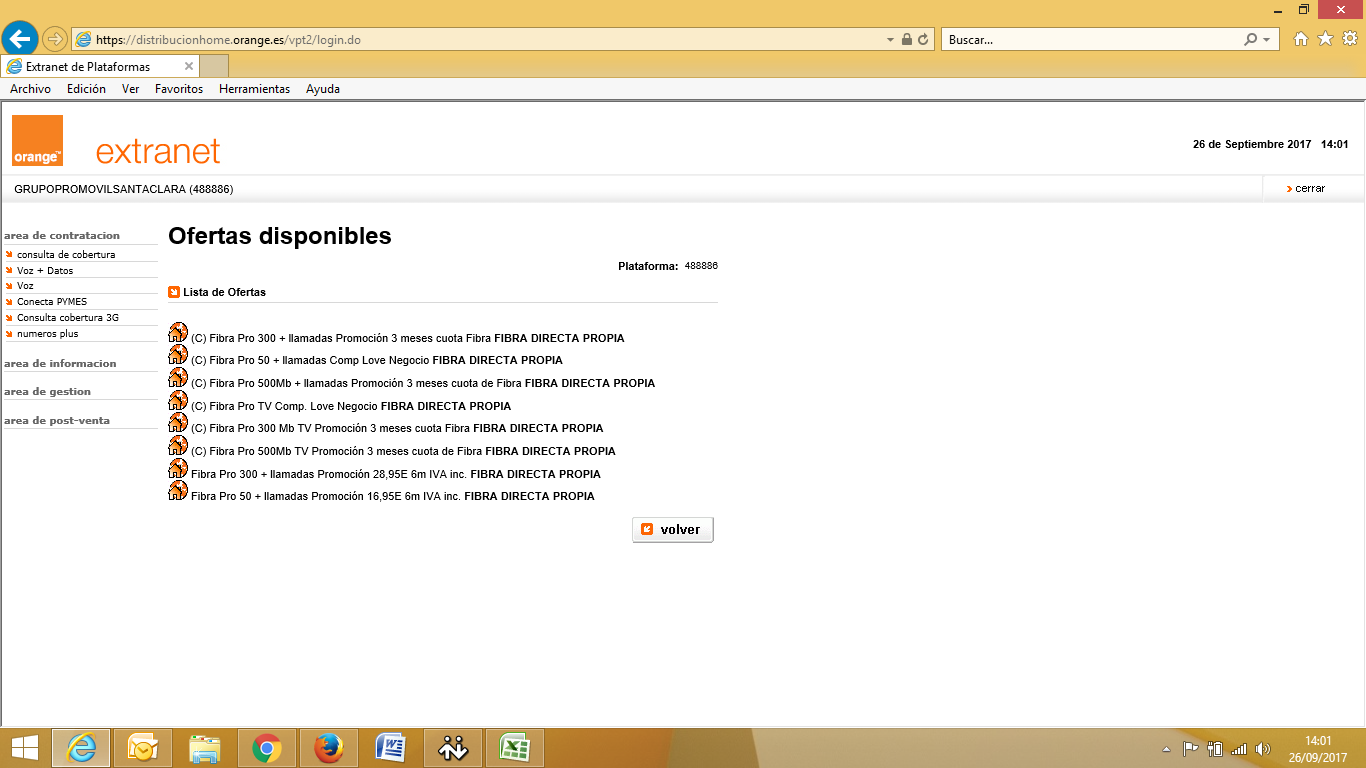 https://distribucionhome.orange.es/vpt2/login.do
Buscar...
Extranet de Plataformas
Archivo Edición Ver Favoritos Herramientas Ayuda
orange™
extranet
26 de Septiembre 2017 14:01
GRUPOPROMOVILSANTACLARA (488886)
cerrar
area de contratacion
consulta de cobertura
Voz + Datos
Voz
Conecta PYMES
Consulta cobertura 3G
numeros plus
area de informacion
area de gestion
area de post-venta
Ofertas disponibles
Plataforma: 488886
Lista de Ofertas
(C) Fibra Pro 300 + llamadas Promoción 3 meses cuota Fibra FIBRA DIRECTA PROPIA
(C) Fibra Pro 50 + llamadas Comp Love Negocio FIBRA DIRECTA PROPIA
(C) Fibra Pro 500Mb + llamadas Promoción 3 meses cuota de Fibra FIBRA DIRECTA PROPIA
(C) Fibra Pro TV Comp. Love Negocio FIBRA DIRECTA PROPIA
(C) Fibra Pro 300 Mb TV Promoción 3 meses cuota Fibra FIBRA DIRECTA PROPIA
(C) Fibra Pro 500Mb TV Promoción 3 meses cuota de Fibra FIBRA DIRECTA PROPIA
Fibra Pro 300 + llamadas Promoción 28,95E 6m IVA inc. FIBRA DIRECTA PROPIA
Fibra Pro 50 + llamadas Promoción 16,95E 6m IVA inc. FIBRA DIRECTA PROPIA
volver
14:01
26/09/2017